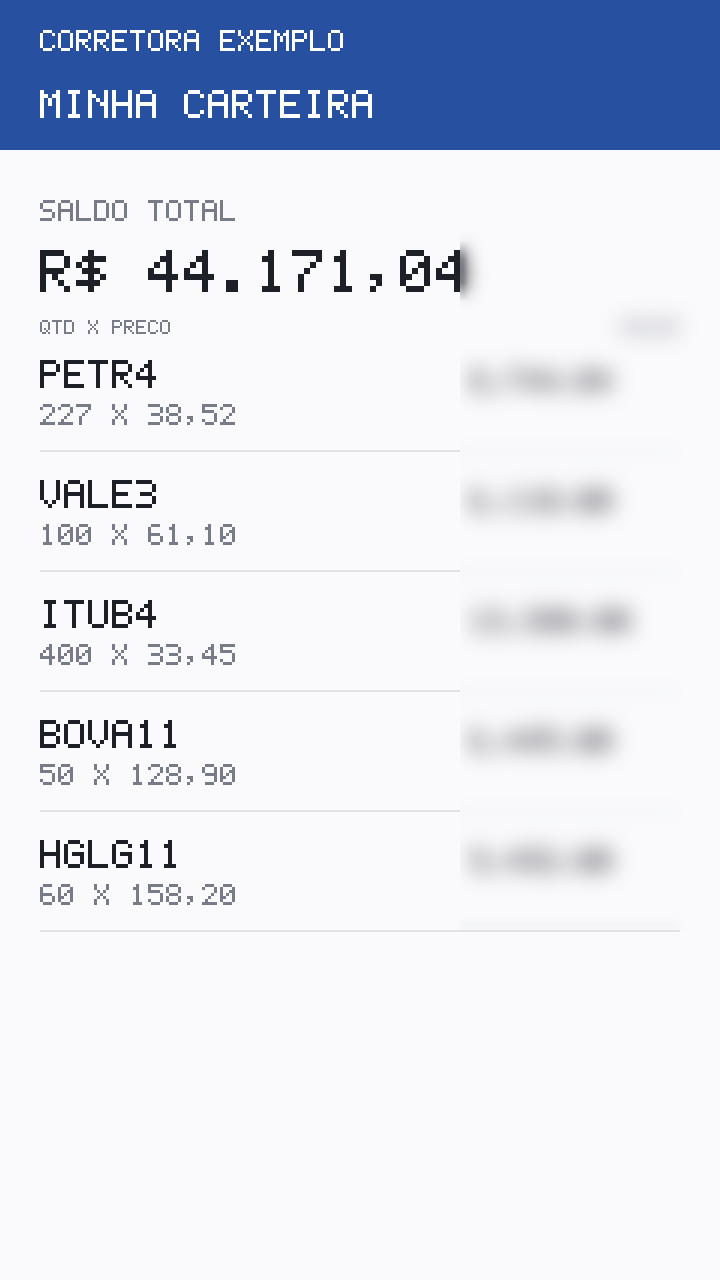 CORRETORA EXEMPLO
MINHA CARTEIRA
SALDO TOTAL
R$ 44.171,04
QTD X PRECO
PETR4
227 X 38,52
VALE3
100 X 61,10
ITUB4
400 X 33,45
BOVA11
50 X 128,90
HGLG11
60 X 158,20